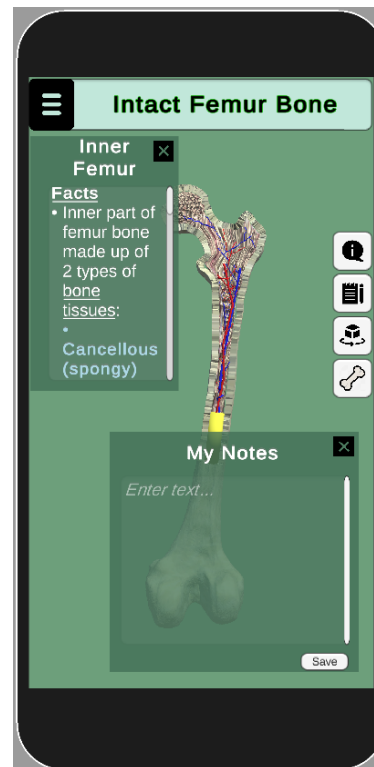 Intact Femur Bone
Inner
Femur
Facts
• Inner part of
femur bone
made up of
2 types of
bone
tissues:
•
Cancellous
(spongy)
My Notes
Enter text...
Save